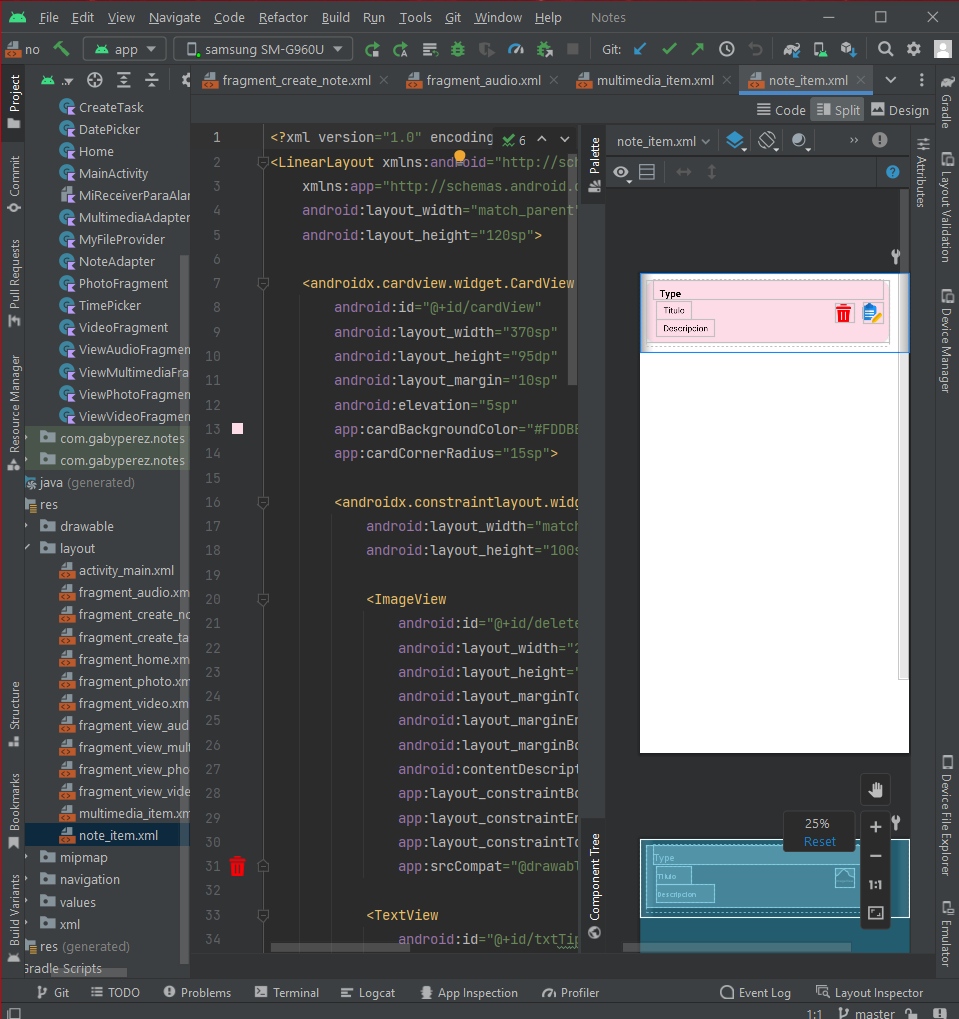 File Edit View Navigate Code Refactor Build Run Tools Git Window Help Notes
no app samsung SM-G960U Git:
fragment_create_note.xml fragment_audio.xml multimedia_item.xml note_item.xml
Code Split Design
Project
Commit
Pull Requests
Resource Manager
Structure
Bookmarks
Build Variants
CreateTask
DatePicker
Home
MainActivity
MiReceiverParaAlar
MultimediaAdapter
MyFileProvider
NoteAdapter
PhotoFragment
TimePicker
VideoFragment
ViewAudioFragmen
ViewMultimediaFra
ViewPhotoFragmen
ViewVideoFragmen
com.gabyperez.notes
com.gabyperez.notes
java (generated)
res
drawable
layout
activity_main.xml
fragment_audio.xm
fragment_create_no
fragment_create_ta
fragment_home.xm
fragment_photo.xm
fragment_video.xm
fragment_view_aud
fragment_view_mult
fragment_view_pho
fragment_view_vide
multimedia_item.xm
note_item.xml
mipmap
navigation
values
xml
res (generated)
Gradle Scripts
1 <?xml version="1.0" encoding 6
2 <LinearLayout xmlns:android="http://sch
3 xmlns:app="http://schemas.android.c
4 android:layout_width="match_parent"
5 android:layout_height="120sp">
6
7 <androidx.cardview.widget.CardView
8 android:id="@+id/cardView"
9 android:layout_width="370sp"
10 android:layout_height="95dp"
11 android:layout_margin="10sp"
12 android:elevation="5sp"
13 app:cardBackgroundColor="#FDDBE
14 app:cardCornerRadius="15sp">
15
16 <androidx.constraintlayout.widg
17 android:layout_width="match
18 android:layout_height="100s
19
20 <ImageView
21 android:id="@+id/delete
22 android:layout_width="2
23 android:layout_height="
24 android:layout_marginTo
25 android:layout_marginEn
26 android:layout_marginBo
27 android:contentDescript
28 app:layout_constraintBo
29 app:layout_constraintEn
30 app:layout_constraintTo
31 app:srcCompat="@drawabl
32
33 <TextView
34 android:id="@+id/txtTip
Palette
Component Tree
note_item.xml
Type
Titulo
Descripcion
25%
Reset
1:1
Type
Titulo
Descripcion
Attributes
Gradle
Layout Validation
Device Manager
Device File Explorer
Emulator
Git TODO Problems Terminal Logcat App Inspection Profiler Event Log Layout Inspector
1:1 master